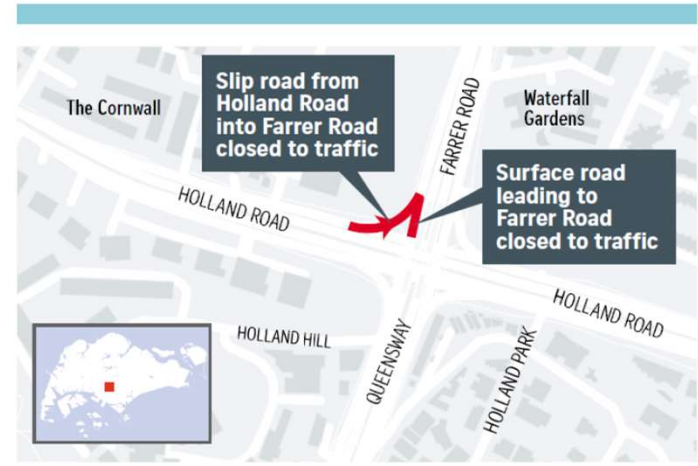 Slip road from
Holland Road
into Farrer Road
closed to traffic
The Cornwall
FARRER ROAD
Waterfall
Gardens
Surface road
leading to
Farrer Road
closed to traffic
HOLLAND ROAD
HOLLAND ROAD
HOLLAND HILL
QUEENSWAY
HOLLAND PARK